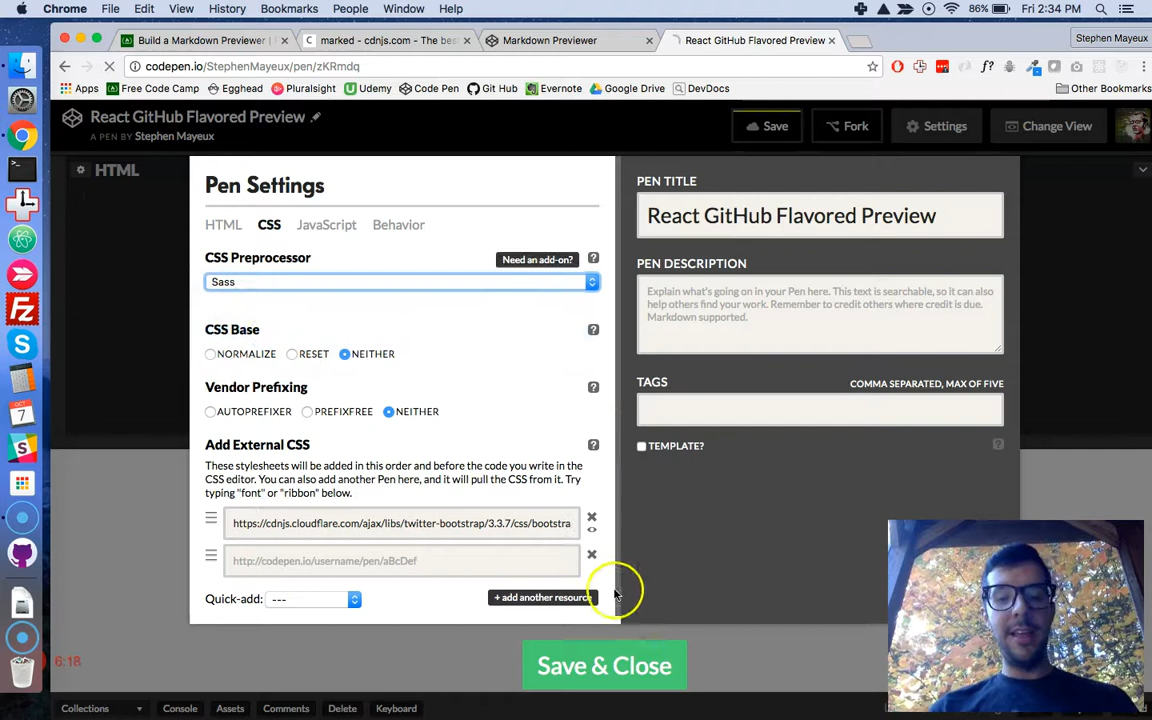 Chrome File Edit View History Bookmarks People Window Help 86% Fri 2:34 PM
Build a Markdown Previewer | marked - cdnjs.com - The best Markdown Previewer React GitHub Flavored Preview Stephen Mayeux
codepen.io/StephenMayeux/pen/zKRmdq
Apps Free Code Camp Egghead Pluralsight Udemy Code Pen Git Hub Evernote Google Drive DevDocs Other Bookmarks
React GitHub Flavored Preview
A PEN BY Stephen Mayeux
Save Fork Settings Change View
HTML
Pen Settings
HTML CSS JavaScript Behavior
CSS Preprocessor Need an add-on? ?
Sass
CSS Base ?
NORMALIZE RESET NEITHER
Vendor Prefixing ?
AUTOPREFIXER PREFIXFREE NEITHER
Add External CSS ?
These stylesheets will be added in this order and before the code you write in the
CSS editor. You can also add another Pen here, and it will pull the CSS from it. Try
typing "font" or "ribbon" below.
https://cdnjs.cloudflare.com/ajax/libs/twitter-bootstrap/3.3.7/css/bootstra
http://codepen.io/username/pen/aBcDef
Quick-add: --- + add another resource
PEN TITLE
React GitHub Flavored Preview
PEN DESCRIPTION
Explain what's going on in your Pen here. This text is searchable, so it can also
help others find your work. Remember to credit others where credit is due.
Markdown supported.
TAGS COMMA SEPARATED, MAX OF FIVE
TEMPLATE? ?
Save & Close
6:18
Collections Console Assets Comments Delete Keyboard